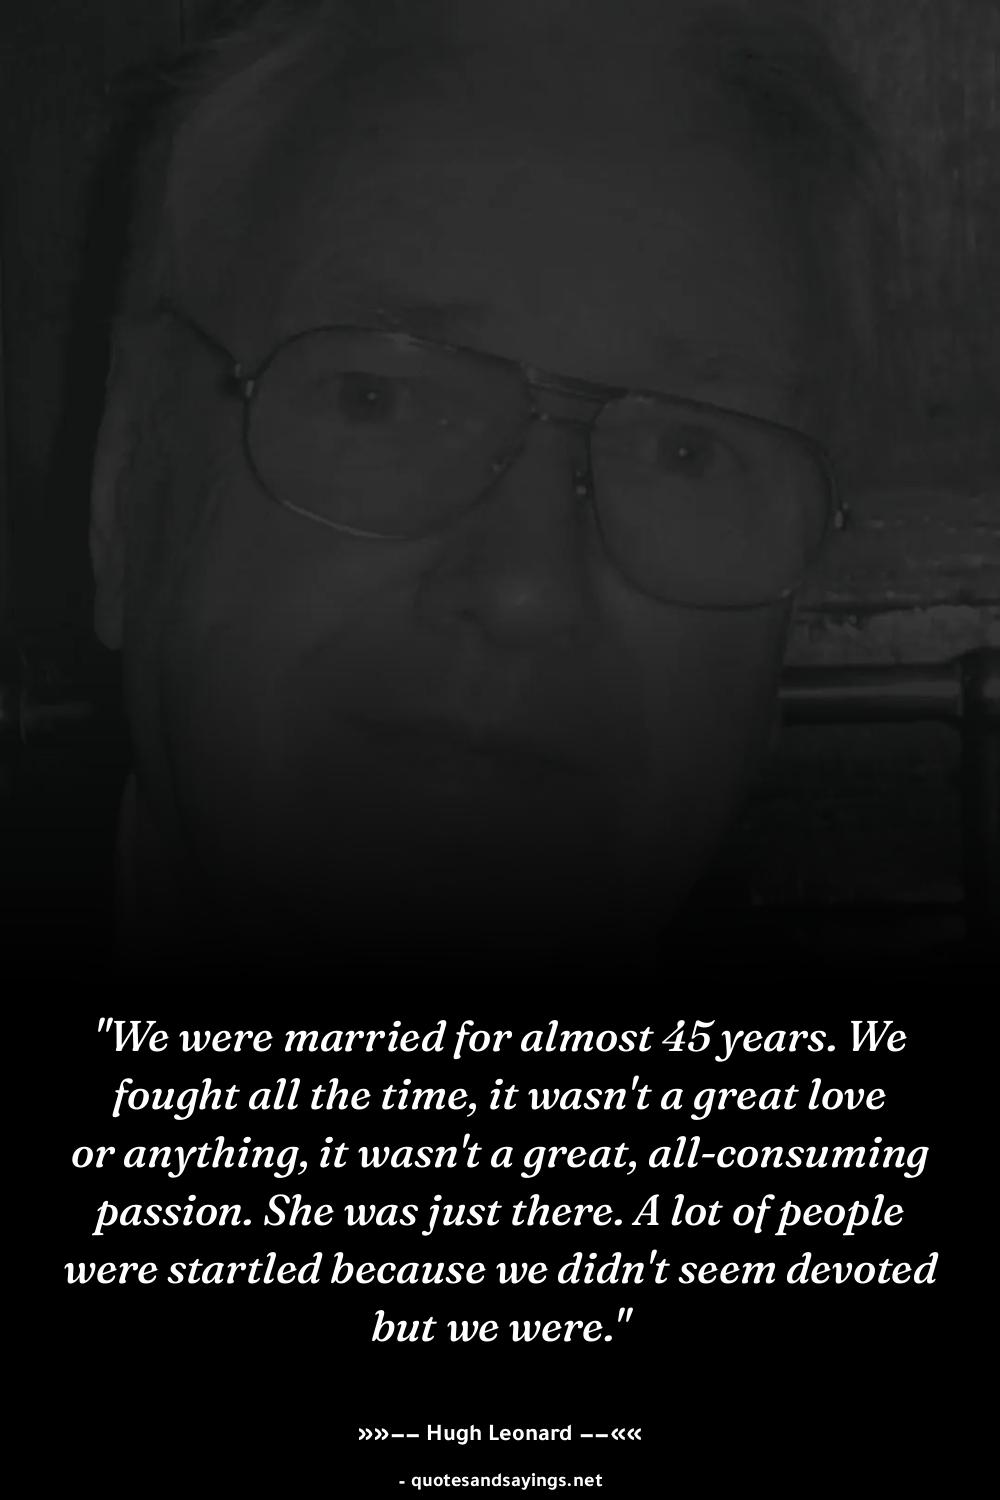 "We were married for almost 45 years. We
fought all the time, it wasn't a great love
or anything, it wasn't a great, all-consuming
passion. She was just there. A lot of people
were startled because we didn't seem devoted
but we were."
»»–– Hugh Leonard ––««
- quotesandsayings.net